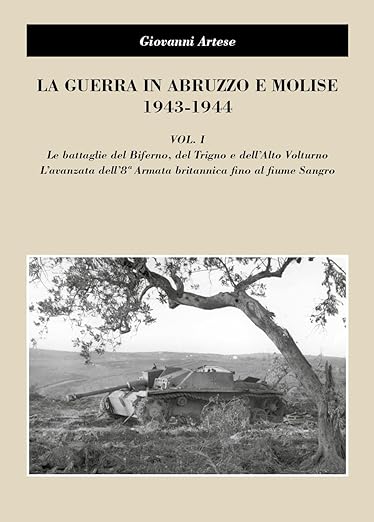 Giovanni Artese
LA GUERRA IN ABRUZZO E MOLISE
1943-1944
VOL. I
Le battaglie del Biferno, del Trigno e dell'Alto Volturno
L'avanzata dell'8ª Armata britannica fino al fiume Sangro